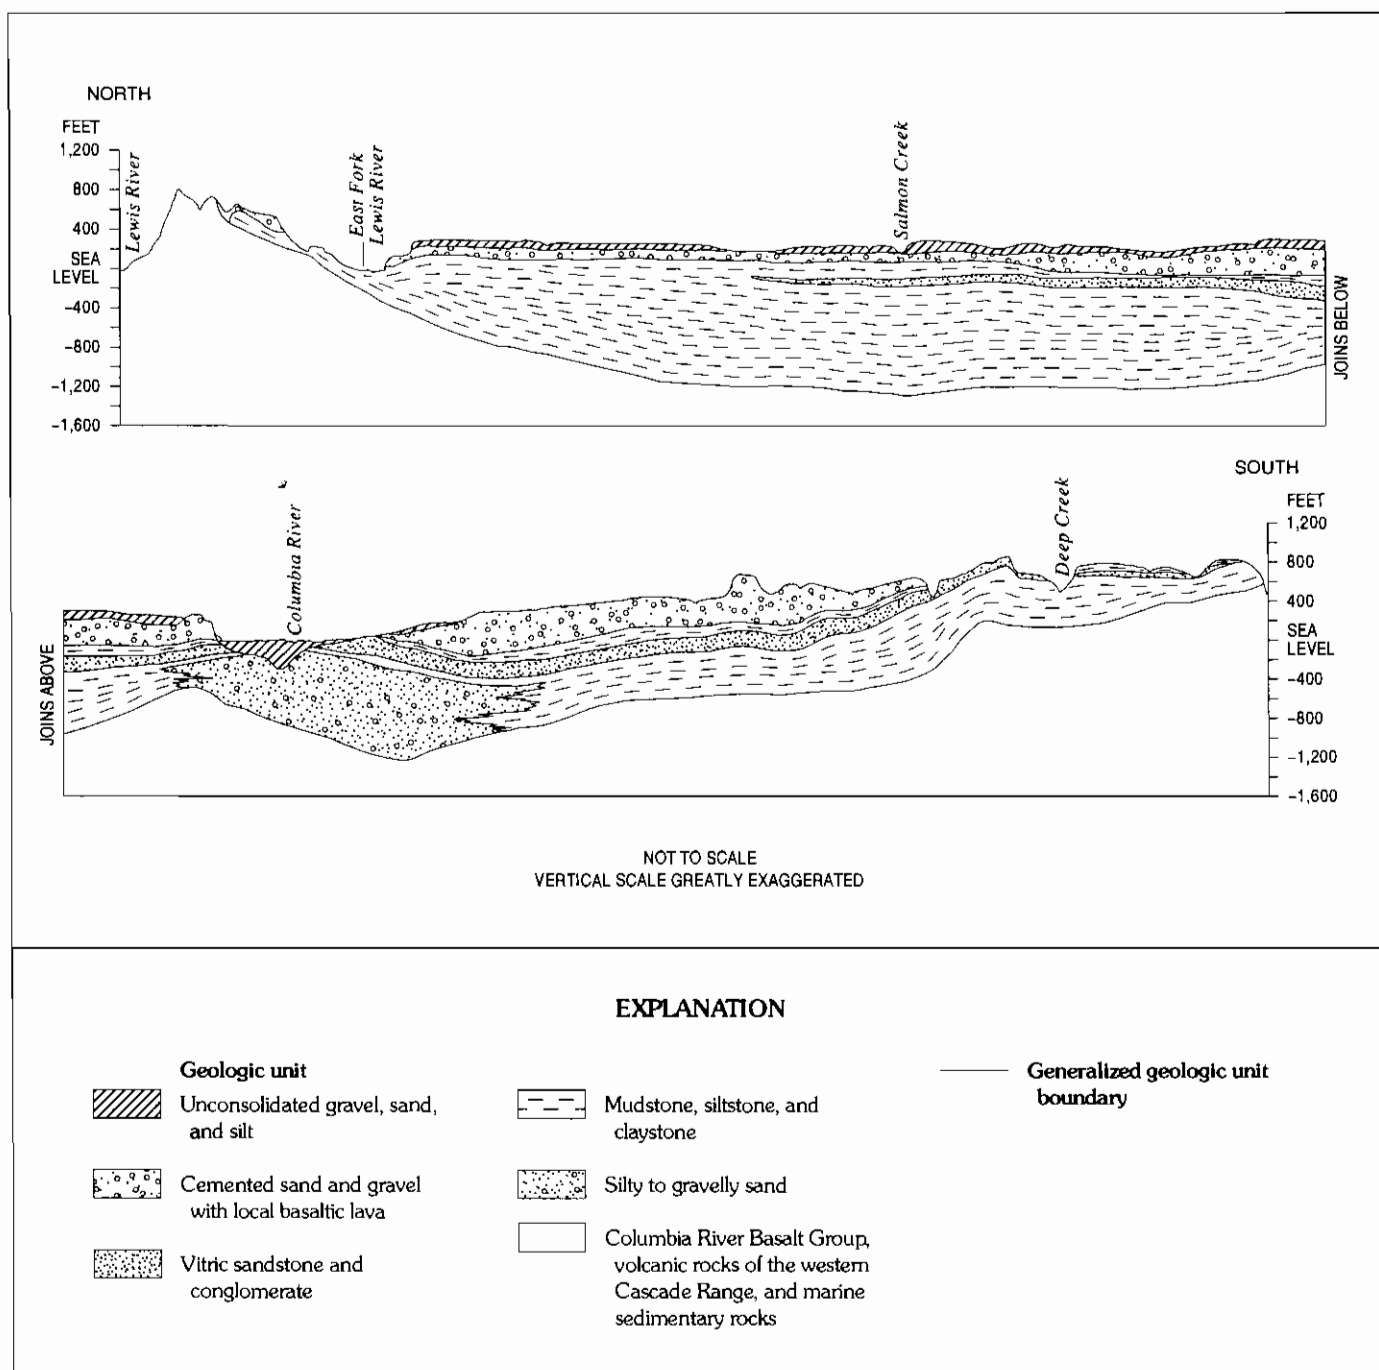 NORTH
FEET
1,200
800
400
SEA
LEVEL
-400
-800
-1,200
-1,600
Lewis River
East Fork
Lewis River
Salmon Creek
JOINS BELOW
SOUTH
FEET
1,200
800
400
SEA
LEVEL
-400
-800
-1,200
-1,600
JOINS ABOVE
Columbia River
Deep Creek
NOT TO SCALE
VERTICAL SCALE GREATLY EXAGGERATED
EXPLANATION
Geologic unit
Unconsolidated gravel, sand,
and silt
Cemented sand and gravel
with local basaltic lava
Vitric sandstone and
conglomerate
Mudstone, siltstone, and
claystone
Silty to gravelly sand
Columbia River Basalt Group,
volcanic rocks of the western
Cascade Range, and marine
sedimentary rocks
Generalized geologic unit
boundary